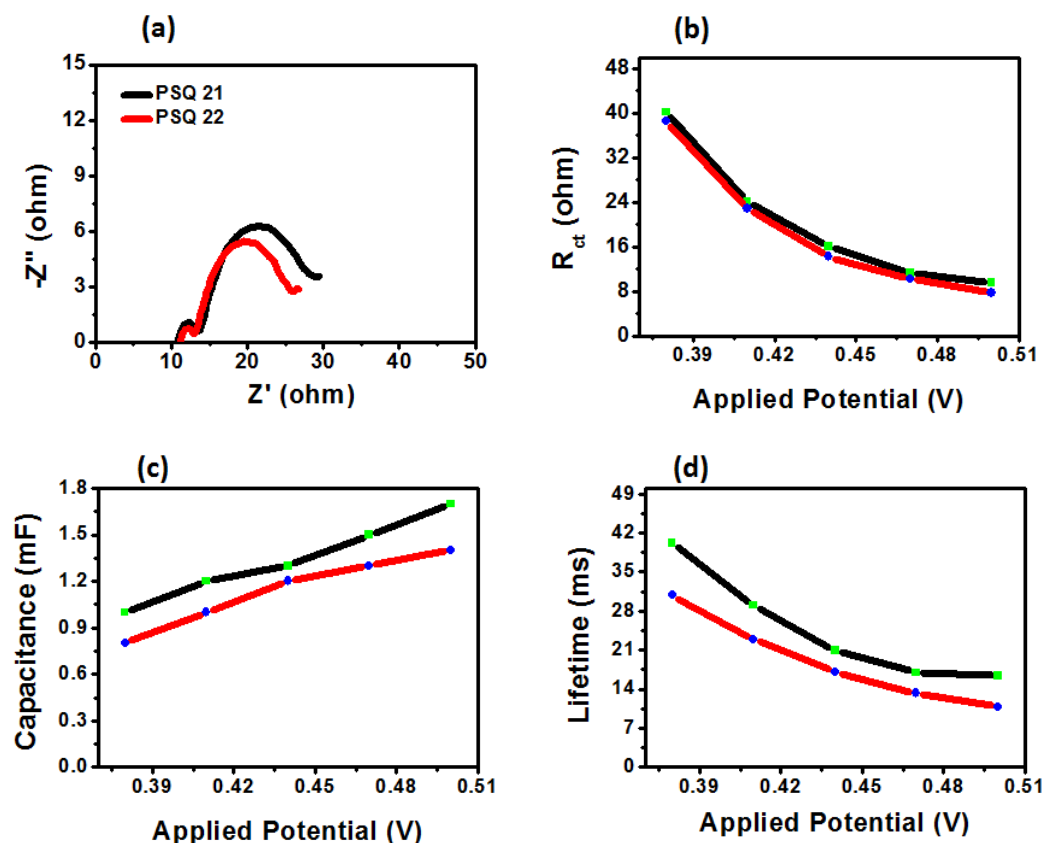 (a)
15
12
9
6
3
0
PSQ 21
PSQ 22
-Z'' (ohm)
0 10 20 30 40 50
Z' (ohm)
(b)
48
40
32
24
16
8
0
Rct (ohm)
0.39 0.42 0.45 0.48 0.51
Applied Potential (V)
(c)
1.8
1.5
1.2
0.9
0.6
0.3
0.0
Capacitance (mF)
0.39 0.42 0.45 0.48 0.51
Applied Potential (V)
(d)
49
42
35
28
21
14
7
0
Lifetime (ms)
0.39 0.42 0.45 0.48 0.51
Applied Potential (V)